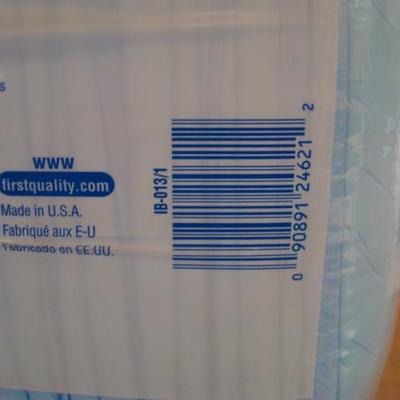 s
WWW
firstquality.com
Made in U.S.A.
Fabriqué aux E-U
Fabricado en EE.UU.
IB-013/1
0 90891 24621 2